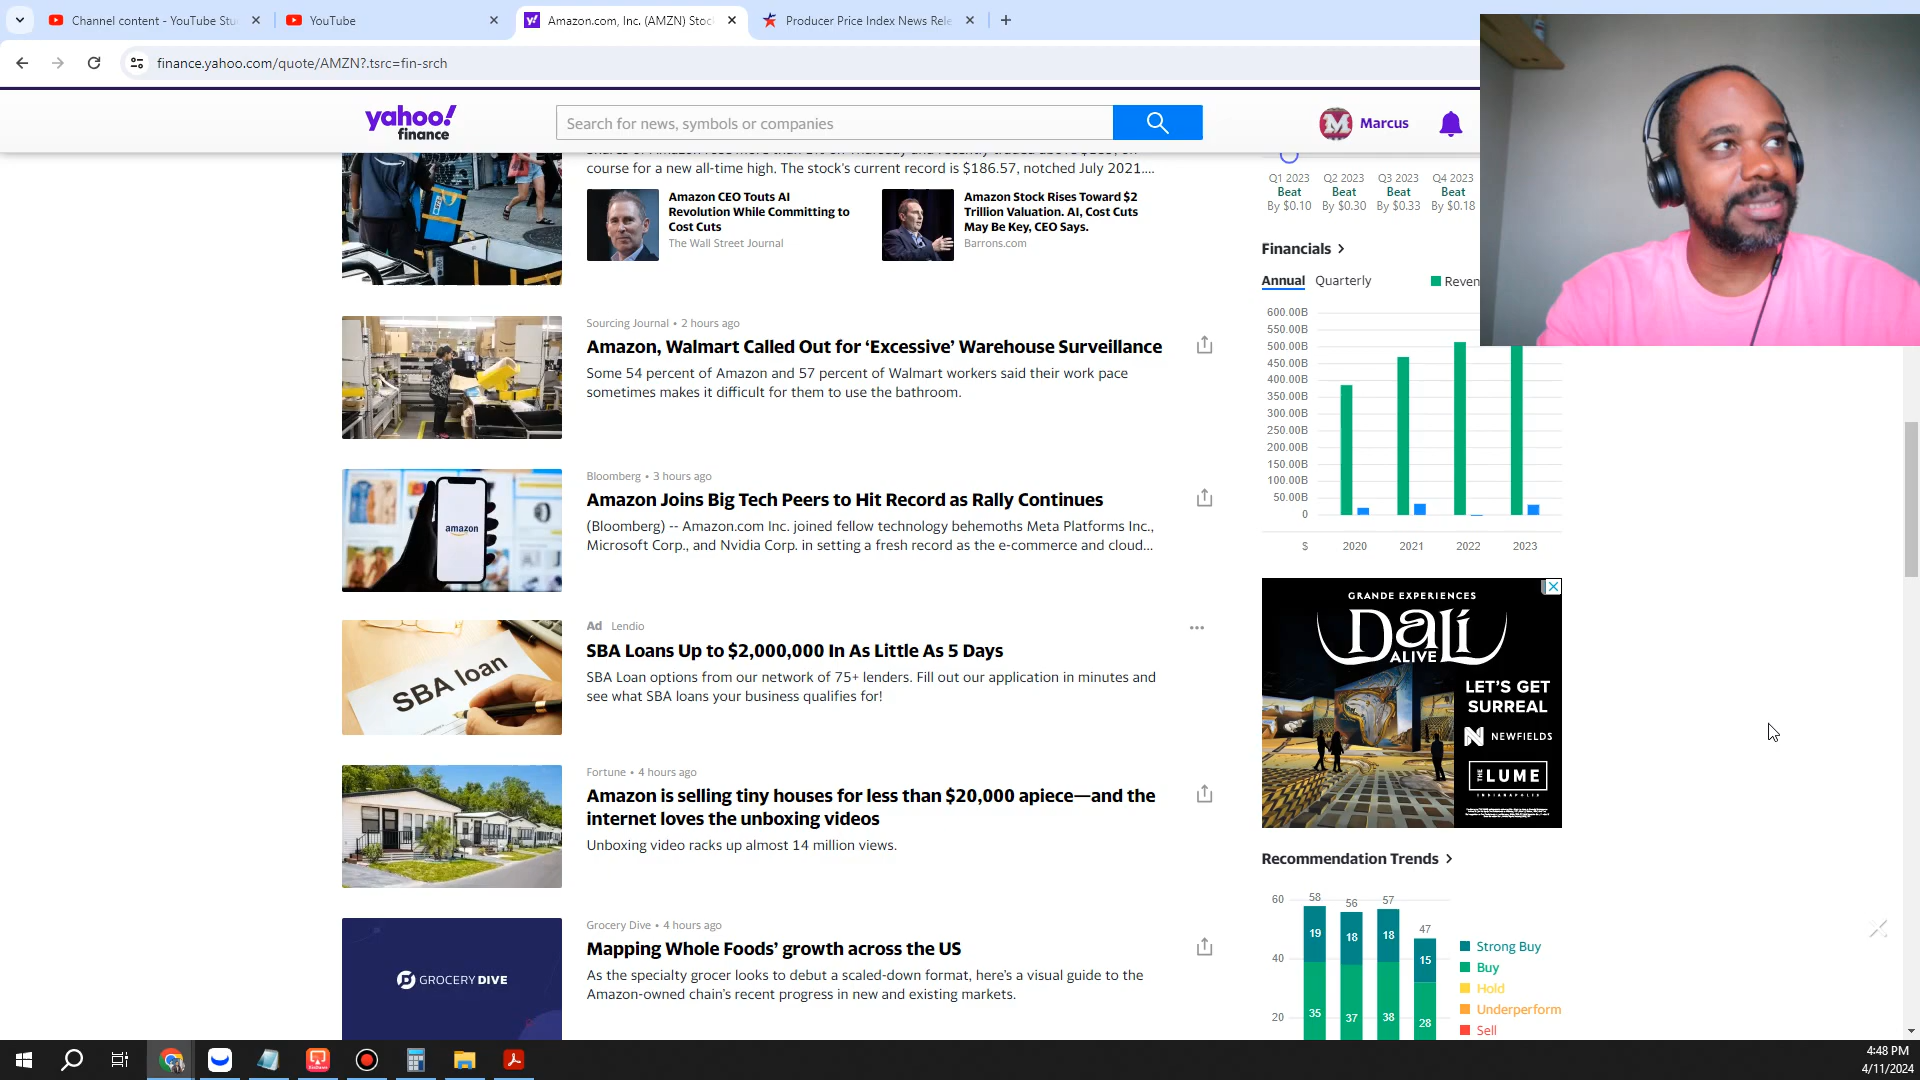 Channel content - YouTube Stu
YouTube
Amazon.com, Inc. (AMZN) Stoc
Producer Price Index News Rele
finance.yahoo.com/quote/AMZN?.tsrc=fin-srch
yahoo!
finance
Search for news, symbols or companies
Marcus
course for a new all-time high. The stock's current record is $186.57, notched July 2021....
Amazon CEO Touts AI
Revolution While Committing to
Cost Cuts
The Wall Street Journal
Amazon Stock Rises Toward $2
Trillion Valuation. AI, Cost Cuts
May Be Key, CEO Says.
Barrons.com
Sourcing Journal • 2 hours ago
Amazon, Walmart Called Out for ‘Excessive’ Warehouse Surveillance
Some 54 percent of Amazon and 57 percent of Walmart workers said their work pace
sometimes makes it difficult for them to use the bathroom.
amazon
Bloomberg • 3 hours ago
Amazon Joins Big Tech Peers to Hit Record as Rally Continues
(Bloomberg) -- Amazon.com Inc. joined fellow technology behemoths Meta Platforms Inc.,
Microsoft Corp., and Nvidia Corp. in setting a fresh record as the e-commerce and cloud...
SBA loan
Ad Lendio
SBA Loans Up to $2,000,000 In As Little As 5 Days
SBA Loan options from our network of 75+ lenders. Fill out our application in minutes and
see what SBA loans your business qualifies for!
Fortune • 4 hours ago
Amazon is selling tiny houses for less than $20,000 apiece—and the
internet loves the unboxing videos
Unboxing video racks up almost 14 million views.
GROCERY DIVE
Grocery Dive • 4 hours ago
Mapping Whole Foods’ growth across the US
As the specialty grocer looks to debut a scaled-down format, here's a visual guide to the
Amazon-owned chain's recent progress in new and existing markets.
Q1 2023 Q2 2023 Q3 2023 Q4 2023
Beat Beat Beat Beat
By $0.10 By $0.30 By $0.33 By $0.18
Financials
Annual Quarterly Reven
600.00B
550.00B
500.00B
450.00B
400.00B
350.00B
300.00B
250.00B
200.00B
150.00B
100.00B
50.00B
0
$ 2020 2021 2022 2023
GRANDE EXPERIENCES
Dalí
ALIVE
LET'S GET
SURREAL
N NEWFIELDS
THE LUME
INDIANAPOLIS
Recommendation Trends
60
40
20
58 56 57 47
19 18 18 15
35 37 38 28
Strong Buy
Buy
Hold
Underperform
Sell
4:48 PM
4/11/2024